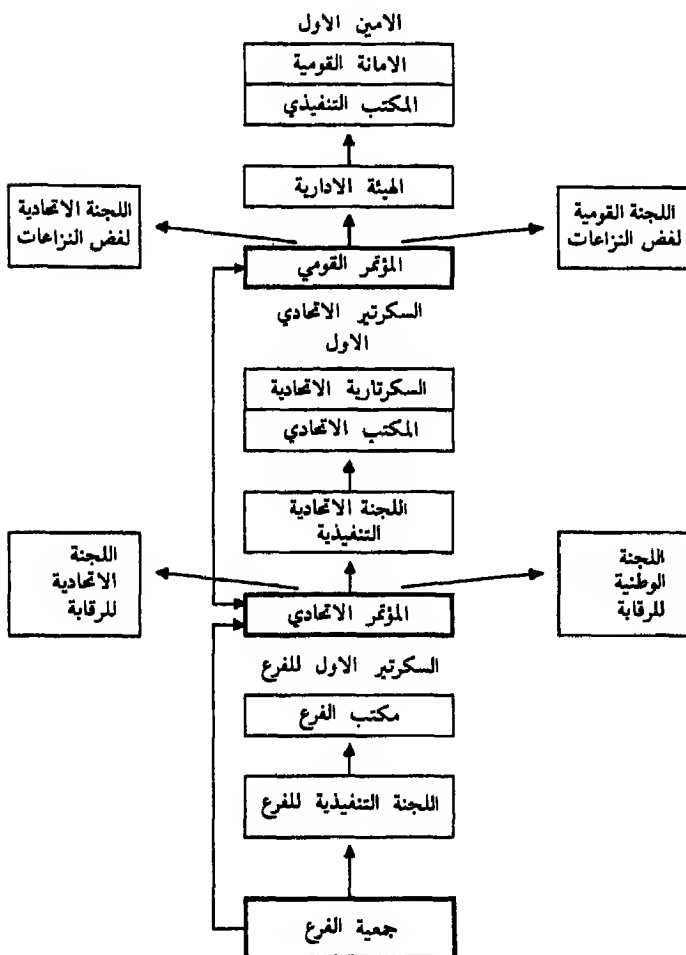 الامين الاول
الامانة القومية
المكتب التنفيذي
الهيئة الادارية
اللجنة القومية
لفض النزاعات
اللجنة الاتحادية
لفض النزاعات
المؤتمر القومي
السكرتير الاتحادي
الاول
السكرتارية الاتحادية
المكتب الاتحادي
اللجنة الاتحادية
التنفيذية
اللجنة
الوطنية
للرقابة
اللجنة
الاتحادية
للرقابة
المؤتمر الاتحادي
السكرتير الاول للفرع
مكتب الفرع
اللجنة التنفيذية للفرع
جمعية الفرع